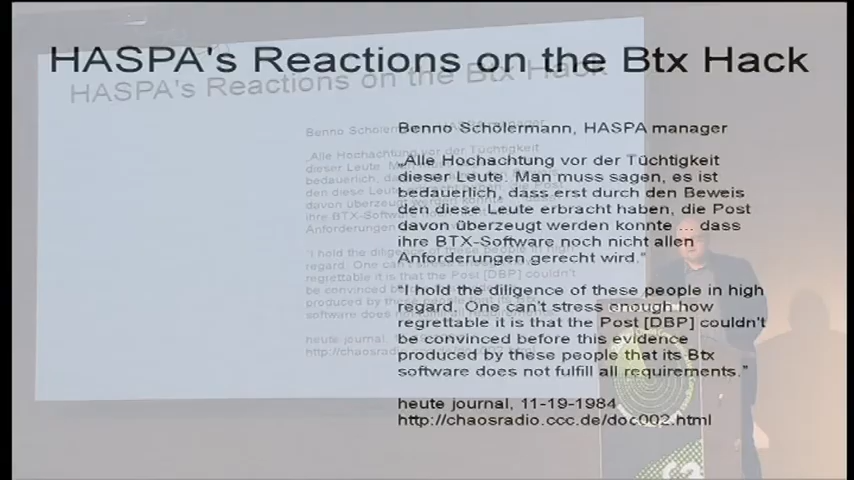 HASPA's Reactions on the Btx Hack
Benno Schölermann, HASPA manager
„Alle Hochachtung vor der Tüchtigkeit
dieser Leute. Man muss sagen, es ist
bedauerlich, dass erst durch den Beweis
den diese Leute erbracht haben, die Post
davon überzeugt werden konnte ... dass
ihre BTX-Software noch nicht allen
Anforderungen gerecht wird."
"I hold the diligence of these people in high
regard. One can't stress enough how
regrettable it is that the Post [DBP] couldn't
be convinced before this evidence
produced by these people that its Btx
software does not fulfill all requirements."
heute journal, 11-19-1984
http://chaosradio.ccc.de/doc002.html